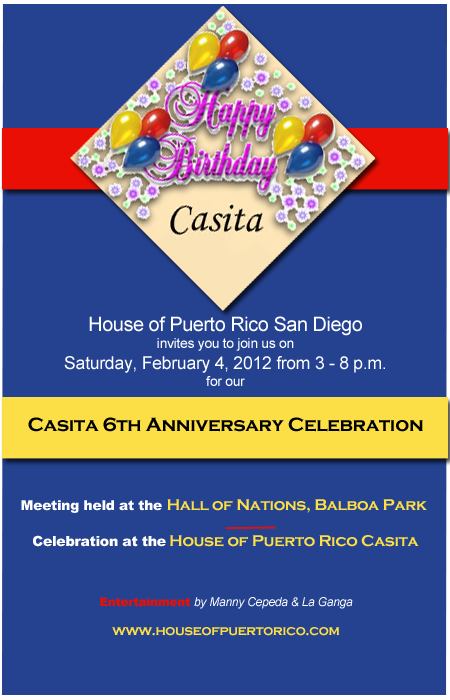 Happy
Birthday
Casita
House of Puerto Rico San Diego
invites you to join us on
Saturday, February 4, 2012 from 3 - 8 p.m.
for our
Casita 6th Anniversary Celebration
Meeting held at the Hall of Nations, Balboa Park
Celebration at the House of Puerto Rico Casita
Entertainment by Manny Cepeda & La Ganga
www.houseofpuertorico.com